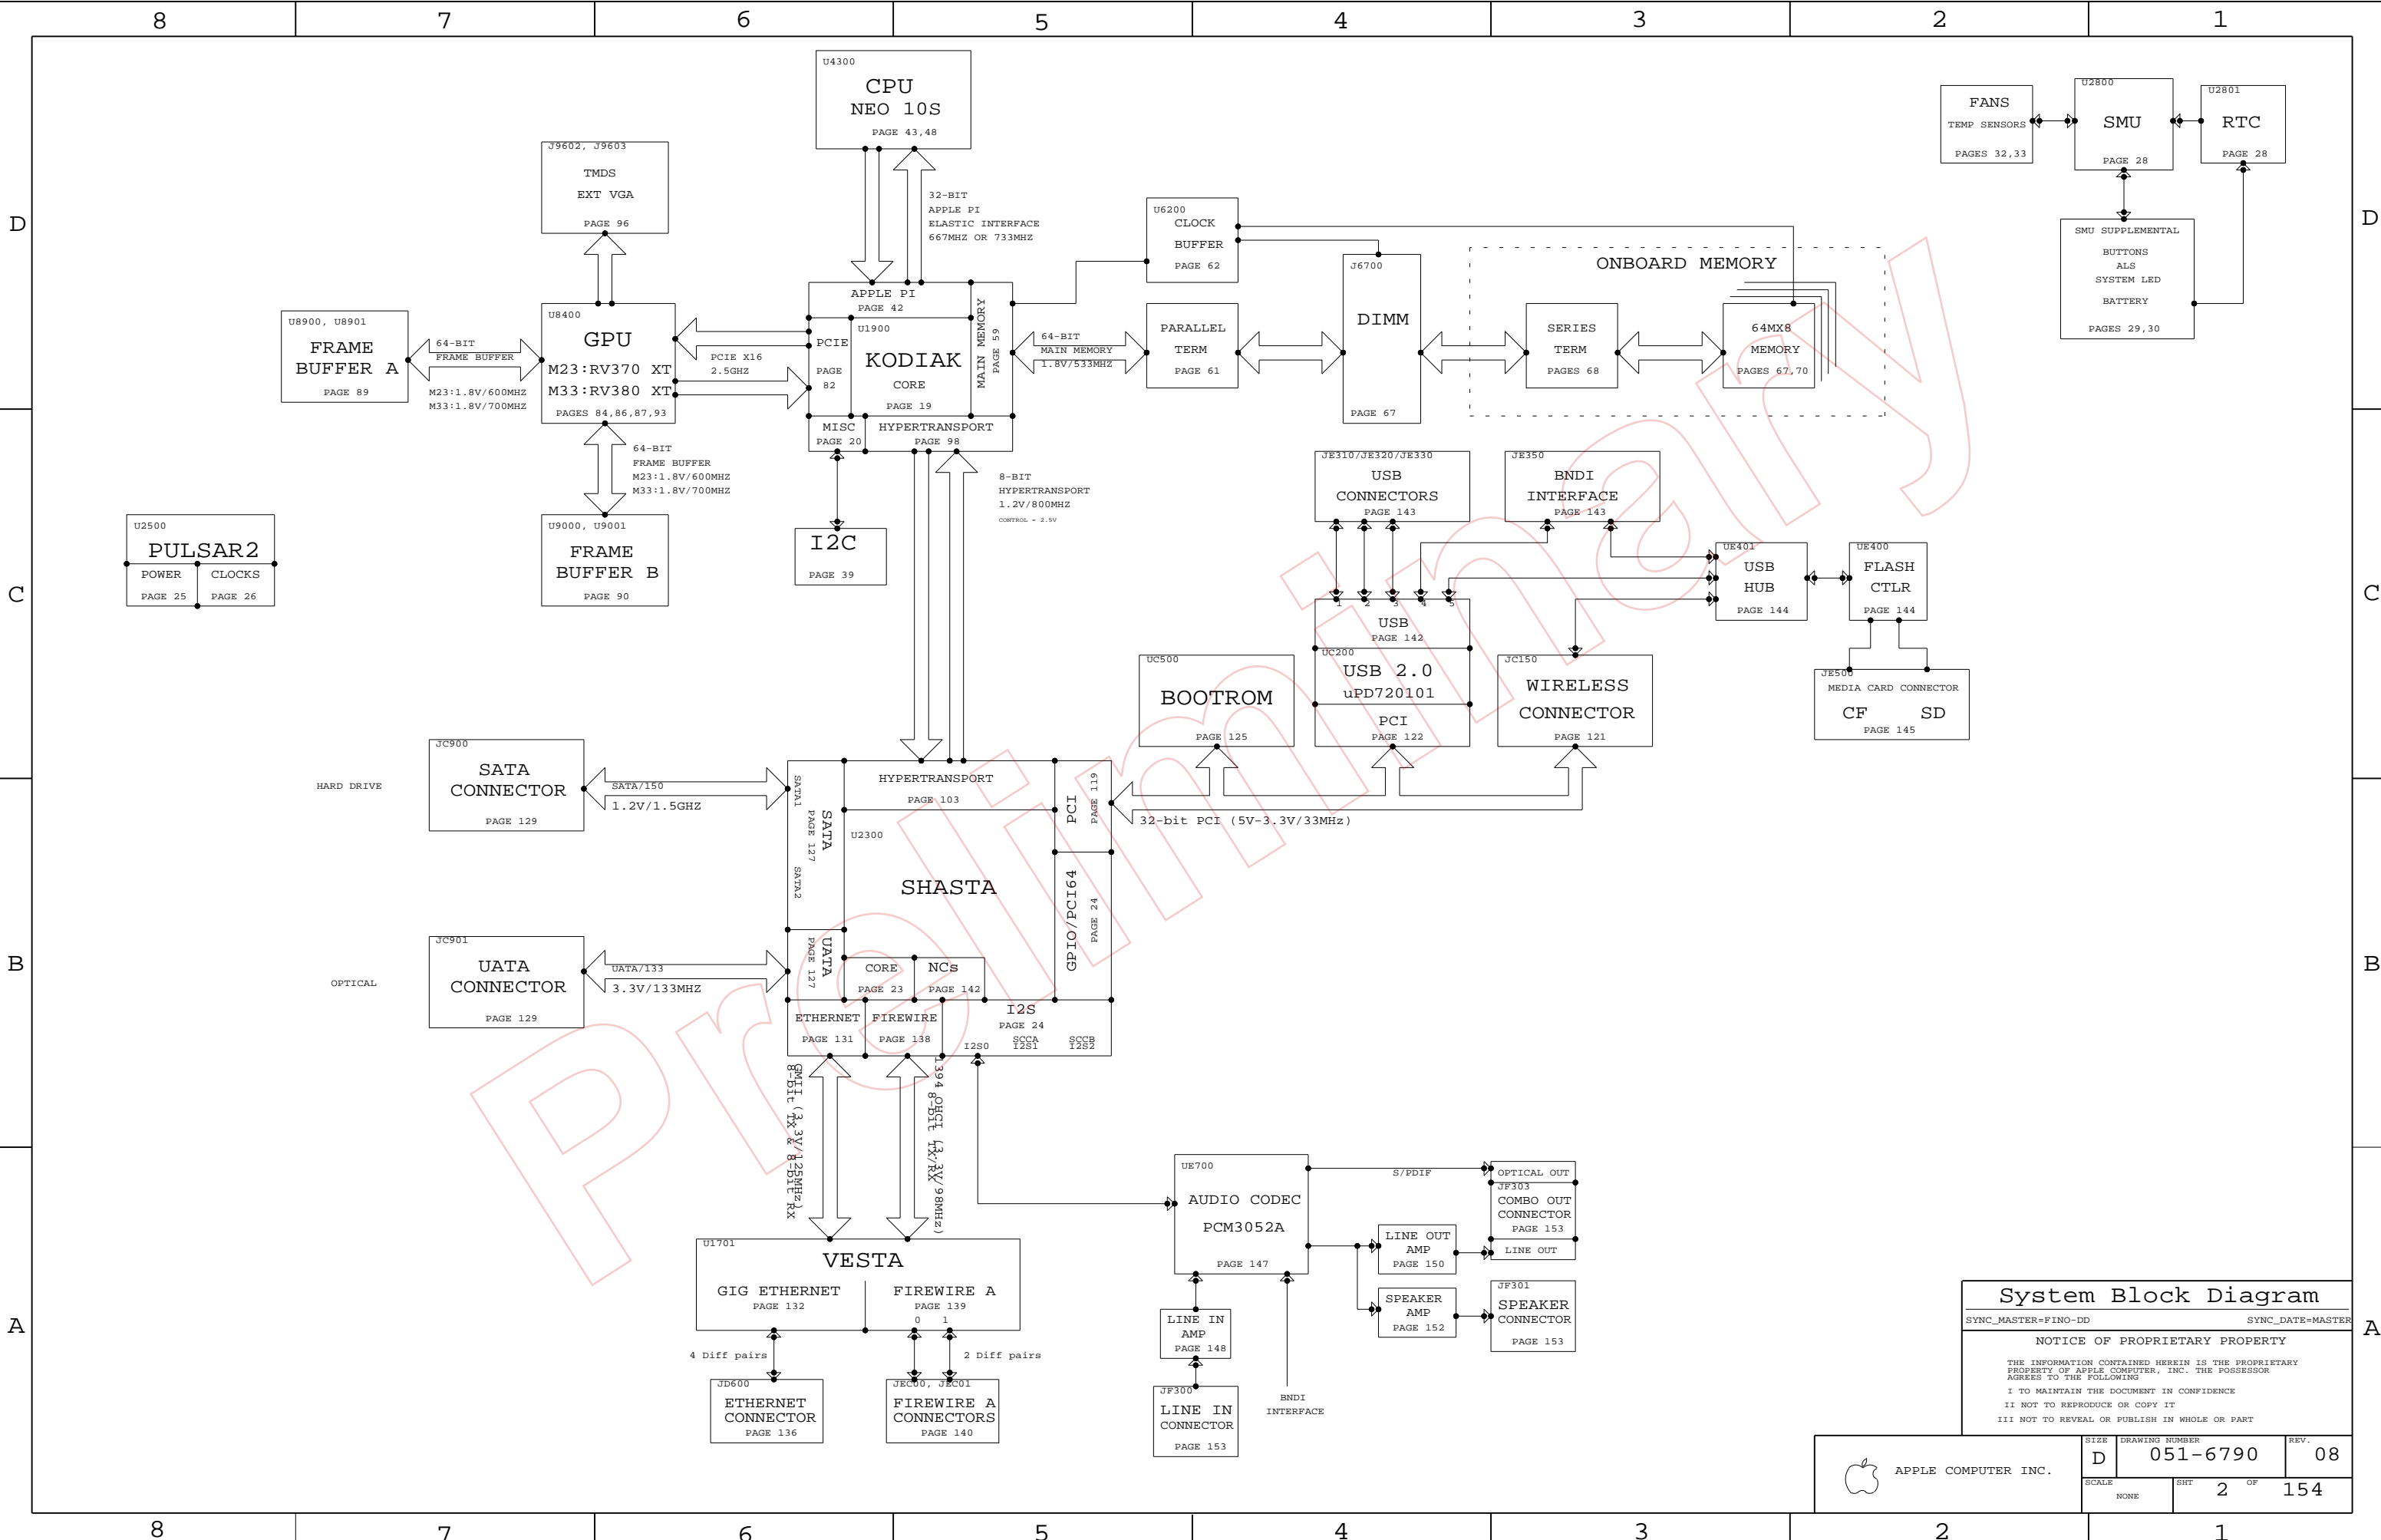 8 7 6 5 4 3 2 1
D
C
B
A
U4300
CPU
NEO 10S
PAGE 43,48
32-BIT
APPLE PI
ELASTIC INTERFACE
667MHZ OR 733MHZ
J9602, J9603
TMDS
EXT VGA
PAGE 96
U8900, U8901
FRAME
BUFFER A
PAGE 89
64-BIT
FRAME BUFFER
M23:1.8V/600MHZ
M33:1.8V/700MHZ
U8400
GPU
M23:RV370 XT
M33:RV380 XT
PAGES 84,86,87,93
PCIE X16
2.5GHZ
64-BIT
FRAME BUFFER
M23:1.8V/600MHZ
M33:1.8V/700MHZ
U9000, U9001
FRAME
BUFFER B
PAGE 90
APPLE PI
PAGE 42
PCIE
PAGE
82
U1900
KODIAK
CORE
PAGE 19
MAIN MEMORY
PAGE 59
MISC
PAGE 20
HYPERTRANSPORT
PAGE 98
64-BIT
MAIN MEMORY
1.8V/533MHZ
U6200
CLOCK
BUFFER
PAGE 62
PARALLEL
TERM
PAGE 61
J6700
DIMM
PAGE 67
ONBOARD MEMORY
SERIES
TERM
PAGES 68
64MX8
MEMORY
PAGES 67,70
FANS
TEMP SENSORS
PAGES 32,33
U2800
SMU
PAGE 28
U2801
RTC
PAGE 28
SMU SUPPLEMENTAL
BUTTONS
ALS
SYSTEM LED
BATTERY
PAGES 29,30
U2500
PULSAR2
POWER
PAGE 25
CLOCKS
PAGE 26
I2C
PAGE 39
8-BIT
HYPERTRANSPORT
1.2V/800MHZ
CONTROL = 2.5V
JE310/JE320/JE330
USB
CONNECTORS
PAGE 143
JE350
BNDI
INTERFACE
PAGE 143
UE401
USB
HUB
PAGE 144
UE400
FLASH
CTLR
PAGE 144
JE500
MEDIA CARD CONNECTOR
CF SD
PAGE 145
1 2 3 4 5
USB
PAGE 142
UC200
USB 2.0
uPD720101
PCI
PAGE 122
UC500
BOOTROM
PAGE 125
JC150
WIRELESS
CONNECTOR
PAGE 121
32-bit PCI (5V-3.3V/33MHz)
HARD DRIVE
JC900
SATA
CONNECTOR
PAGE 129
SATA/150
1.2V/1.5GHZ
OPTICAL
JC901
UATA
CONNECTOR
PAGE 129
UATA/133
3.3V/133MHZ
SATA1
SATA
PAGE 127
SATA2
UATA
PAGE 127
HYPERTRANSPORT
PAGE 103
U2300
SHASTA
PCI
PAGE 119
GPIO/PCI64
PAGE 24
CORE
PAGE 23
NCs
PAGE 142
ETHERNET
PAGE 131
FIREWIRE
PAGE 138
I2S
PAGE 24
I2S0
SCCA
I2S1
SCCB
I2S2
GMII (3.3V/125MHz)
8-bit TX & 8-bit RX
1394 OHCI (3.3V/98MHz)
8-bit TX/RX
U1701
VESTA
GIG ETHERNET
PAGE 132
FIREWIRE A
PAGE 139
0 1
4 Diff pairs
2 Diff pairs
JD600
ETHERNET
CONNECTOR
PAGE 136
JEC00, JEC01
FIREWIRE A
CONNECTORS
PAGE 140
UE700
AUDIO CODEC
PCM3052A
PAGE 147
S/PDIF
OPTICAL OUT
JF303
COMBO OUT
CONNECTOR
PAGE 153
LINE OUT
LINE OUT
AMP
PAGE 150
SPEAKER
AMP
PAGE 152
JF301
SPEAKER
CONNECTOR
PAGE 153
LINE IN
AMP
PAGE 148
JF300
LINE IN
CONNECTOR
PAGE 153
BNDI
INTERFACE
Preliminary
System Block Diagram
SYNC_MASTER=FINO-DD SYNC_DATE=MASTER
NOTICE OF PROPRIETARY PROPERTY
THE INFORMATION CONTAINED HEREIN IS THE PROPRIETARY
PROPERTY OF APPLE COMPUTER, INC. THE POSSESSOR
AGREES TO THE FOLLOWING
I TO MAINTAIN THE DOCUMENT IN CONFIDENCE
II NOT TO REPRODUCE OR COPY IT
III NOT TO REVEAL OR PUBLISH IN WHOLE OR PART
APPLE COMPUTER INC.
SIZE
D
DRAWING NUMBER
051-6790
REV.
08
SCALE
NONE
SHT
2
OF
154
D
C
B
A
8 7 6 5 4 3 2 1